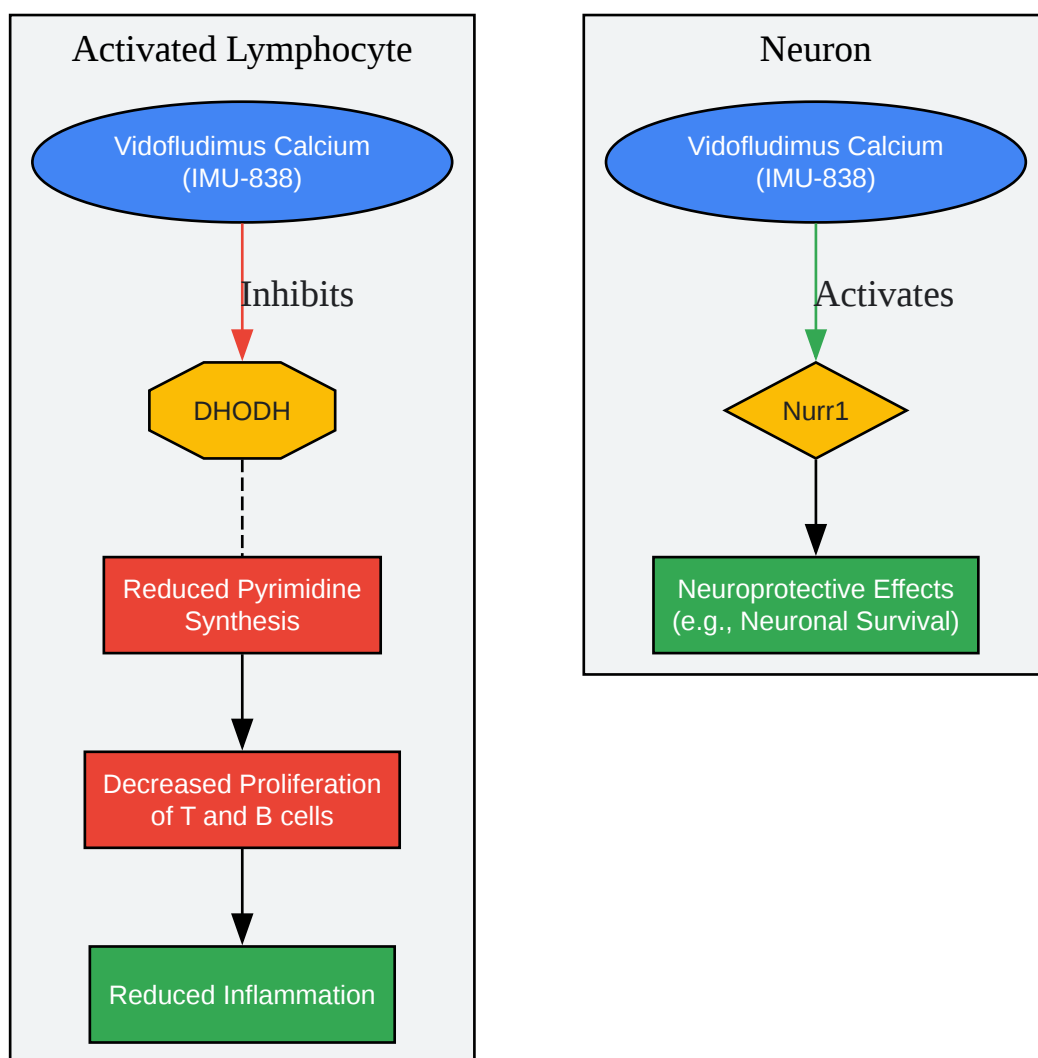 Activated Lymphocyte
Vidofludimus Calcium
(IMU-838)
Inhibits
DHODH
Reduced Pyrimidine
Synthesis
Decreased Proliferation
of T and B cells
Reduced Inflammation
Neuron
Vidofludimus Calcium
(IMU-838)
Activates
Nurr1
Neuroprotective Effects
(e.g., Neuronal Survival)